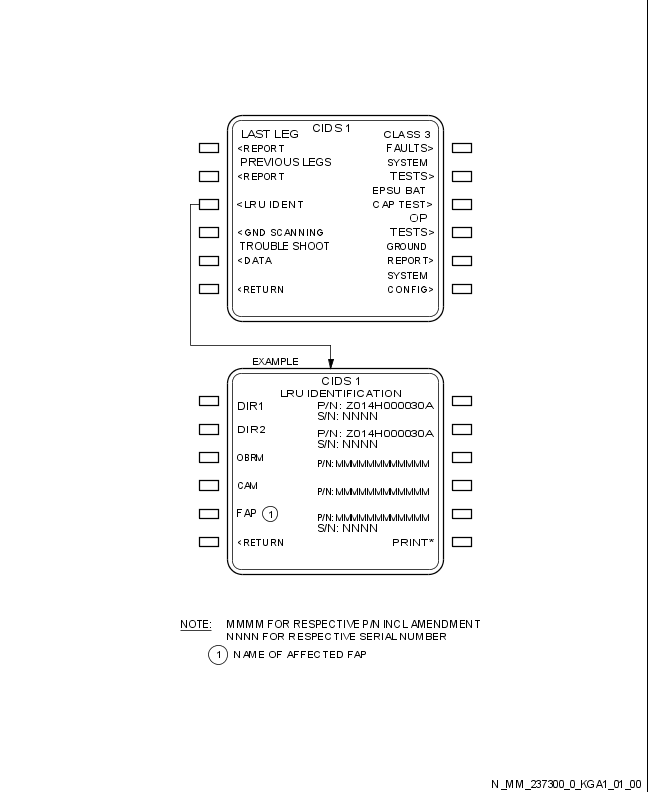 CIDS 1
LAST LEG CLASS 3
<REPORT FAULTS>
PREVIOUS LEGS SYSTEM
<REPORT TESTS>
EPSU BAT
<LRU IDENT CAP TEST>
OP
<GND SCANNING TESTS>
TROUBLE SHOOT GROUND
<DATA REPORT>
SYSTEM
<RETURN CONFIG>
EXAMPLE
CIDS 1
LRU IDENTIFICATION
DIR1 P/N: Z014H000030A
S/N: NNNN
DIR2 P/N: Z014H000030A
S/N: NNNN
OBRM P/N: MMMMMMMMMMMM
CAM P/N: MMMMMMMMMMMM
FAP 1 P/N: MMMMMMMMMMMM
S/N: NNNN
<RETURN PRINT*
NOTE: MMMM FOR RESPECTIVE P/N INCL AMENDMENT
NNNN FOR RESPECTIVE SERIAL NUMBER
1 NAME OF AFFECTED FAP
N_MM_237300_0_KGA1_01_00